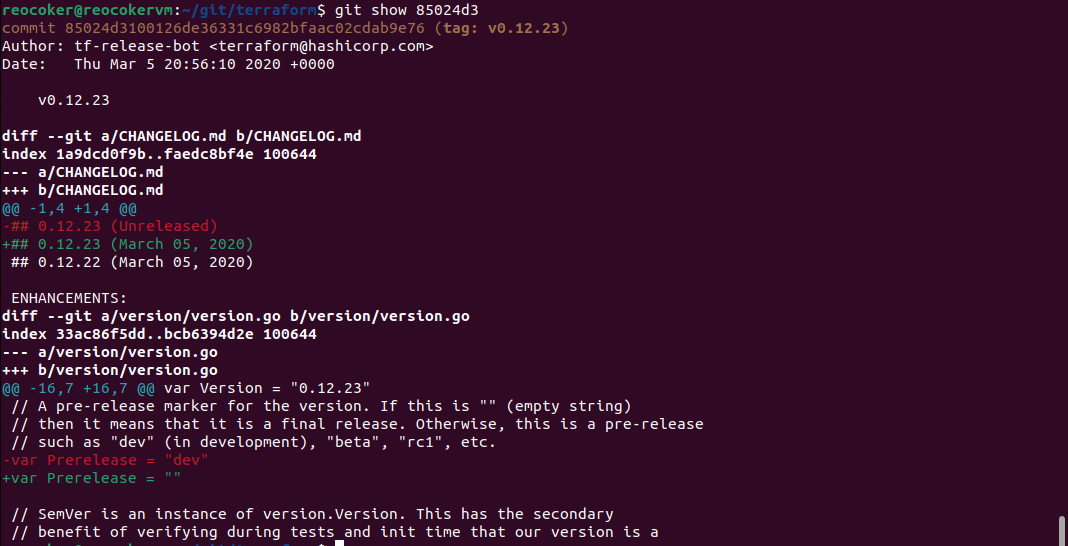 reocoker@reocokervm:~/git/terraform$ git show 85024d3
commit 85024d3100126de36331c6982bfaac02cdab9e76 (tag: v0.12.23)
Author: tf-release-bot <terraform@hashicorp.com>
Date:   Thu Mar 5 20:56:10 2020 +0000

    v0.12.23

diff --git a/CHANGELOG.md b/CHANGELOG.md
index 1a9dcd0f9b..faedc8bf4e 100644
--- a/CHANGELOG.md
+++ b/CHANGELOG.md
@@ -1,4 +1,4 @@
-## 0.12.23 (Unreleased)
+## 0.12.23 (March 05, 2020)
 ## 0.12.22 (March 05, 2020)

 ENHANCEMENTS:
diff --git a/version/version.go b/version/version.go
index 33ac86f5dd..bcb6394d2e 100644
--- a/version/version.go
+++ b/version/version.go
@@ -16,7 +16,7 @@ var Version = "0.12.23"
 // A pre-release marker for the version. If this is "" (empty string)
 // then it means that it is a final release. Otherwise, this is a pre-release
 // such as "dev" (in development), "beta", "rc1", etc.
-var Prerelease = "dev"
+var Prerelease = ""

 // SemVer is an instance of version.Version. This has the secondary
 // benefit of verifying during tests and init time that our version is a